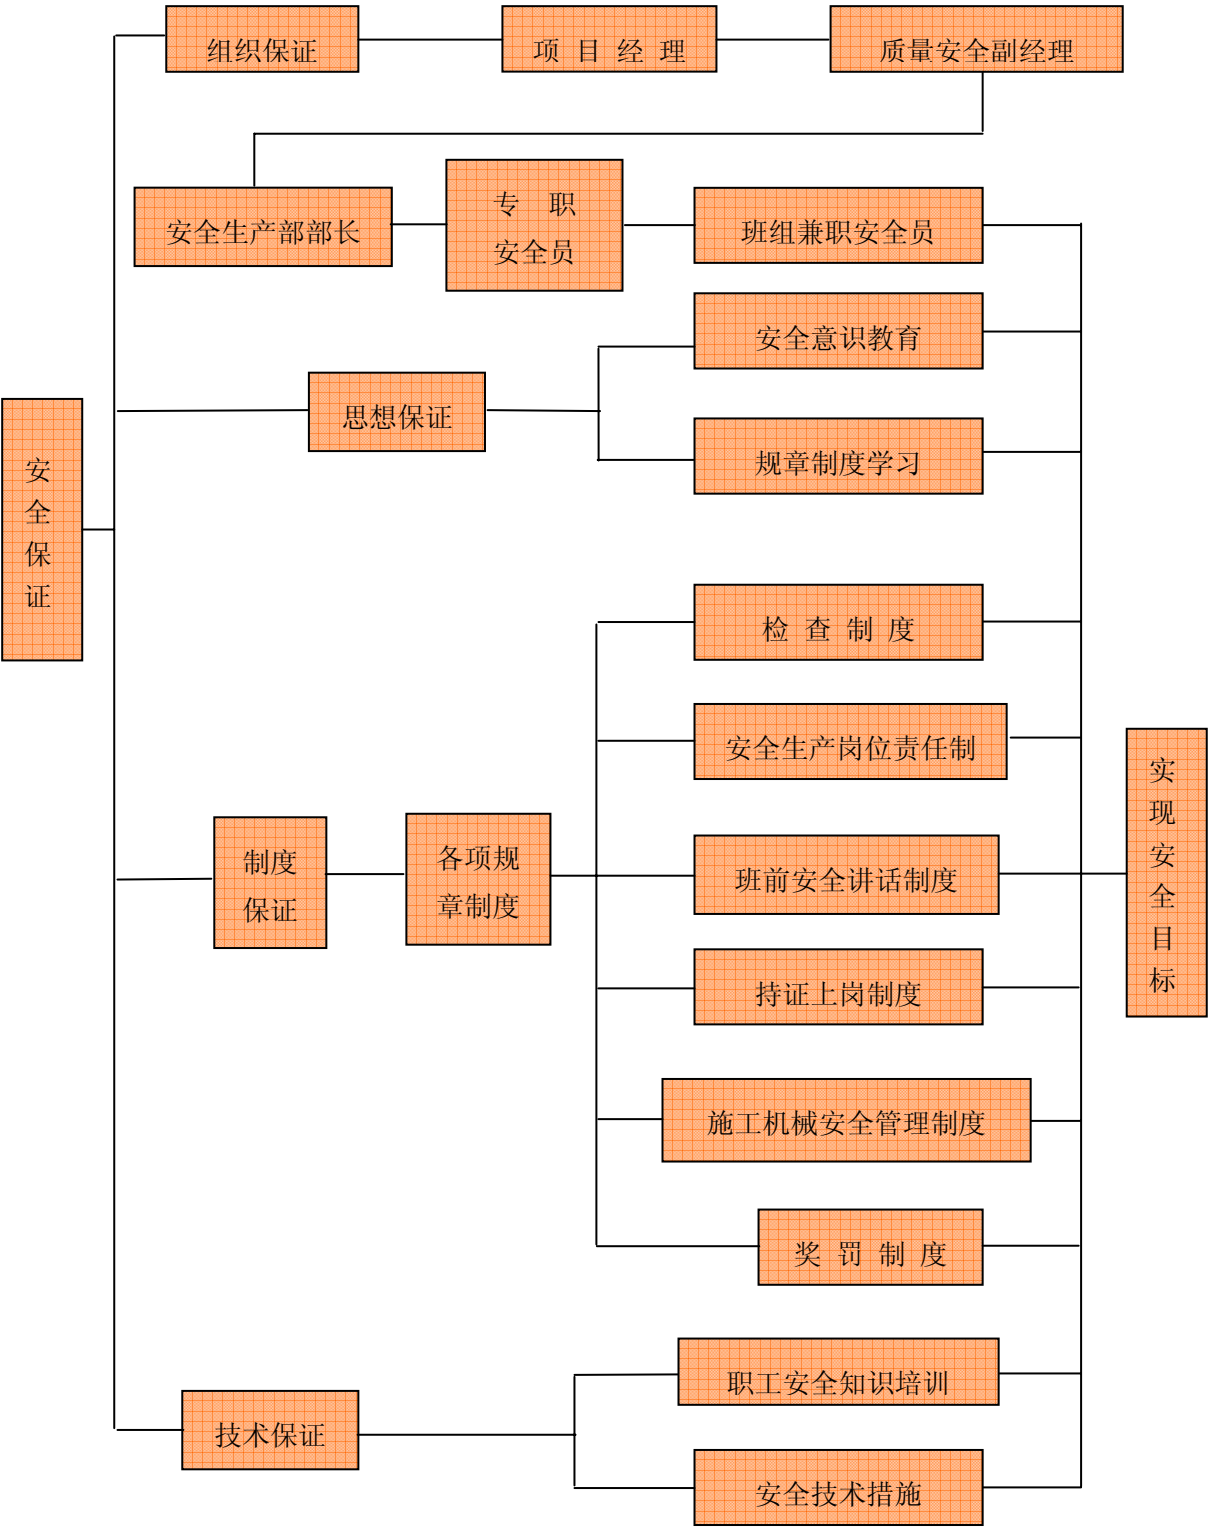 组织保证
项目经理
质量安全副经理
安全生产部部长
专职
安全员
班组兼职安全员
安全意识教育
思想保证
规章制度学习
安全保证
检查制度
安全生产岗位责任制
制度
保证
各项规
章制度
班前安全讲话制度
持证上岗制度
施工机械安全管理制度
奖罚制度
实现安全目标
职工安全知识培训
技术保证
安全技术措施